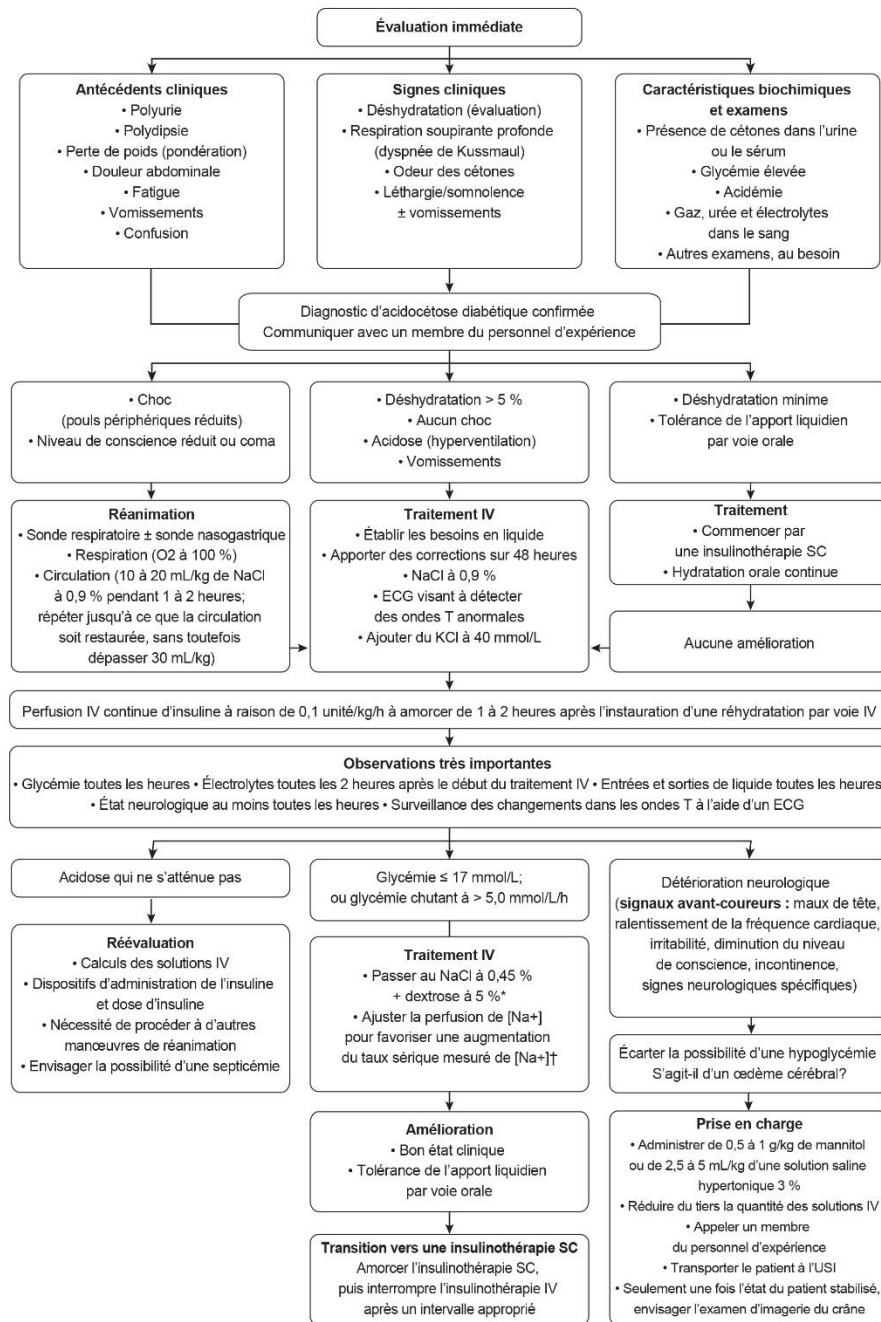 Évaluation immédiate
Antécédents cliniques
• Polyurie
• Polydipsie
• Perte de poids (pondération)
• Douleur abdominale
• Fatigue
• Vomissements
• Confusion
Signes cliniques
• Déshydratation (évaluation)
• Respiration soupirante profonde
(dyspnée de Kussmaul)
• Odeur des cétones
• Léthargie/somnolence
± vomissements
Caractéristiques biochimiques
et examens
• Présence de cétones dans l'urine
ou le sérum
• Glycémie élevée
• Acidémie
• Gaz, urée et électrolytes
dans le sang
• Autres examens, au besoin
Diagnostic d'acidocétose diabétique confirmée
Communiquer avec un membre du personnel d'expérience
• Choc
(pouls périphériques réduits)
• Niveau de conscience réduit ou coma
• Déshydratation > 5 %
• Aucun choc
• Acidose (hyperventilation)
• Vomissements
• Déshydratation minime
• Tolérance de l'apport liquidien
par voie orale
Réanimation
• Sonde respiratoire ± sonde nasogastrique
• Respiration (O2 à 100 %)
• Circulation (10 à 20 mL/kg de NaCl
à 0,9 % pendant 1 à 2 heures;
répéter jusqu'à ce que la circulation
soit restaurée, sans toutefois
dépasser 30 mL/kg)
Traitement IV
• Établir les besoins en liquide
• Apporter des corrections sur 48 heures
• NaCl à 0,9 %
• ECG visant à détecter
des ondes T anormales
• Ajouter du KCl à 40 mmol/L
Traitement
• Commencer par
une insulinothérapie SC
• Hydratation orale continue
Aucune amélioration
Perfusion IV continue d'insuline à raison de 0,1 unité/kg/h à amorcer de 1 à 2 heures après l'instauration d'une réhydratation par voie IV
Observations très importantes
• Glycémie toutes les heures • Électrolytes toutes les 2 heures après le début du traitement IV • Entrées et sorties de liquide toutes les heures
• État neurologique au moins toutes les heures • Surveillance des changements dans les ondes T à l'aide d'un ECG
Acidose qui ne s'atténue pas
Réévaluation
• Calculs des solutions IV
• Dispositifs d'administration de l'insuline
et dose d'insuline
• Nécessité de procéder à d'autres
manœuvres de réanimation
• Envisager la possibilité d'une septicémie
Glycémie ≤ 17 mmol/L;
ou glycémie chutant à > 5,0 mmol/L/h
Traitement IV
• Passer au NaCl à 0,45 %
+ dextrose à 5 %*
• Ajuster la perfusion de [Na+]
pour favoriser une augmentation
du taux sérique mesuré de [Na+]†
Amélioration
• Bon état clinique
• Tolérance de l'apport liquidien
par voie orale
Transition vers une insulinothérapie SC
Amorcer l'insulinothérapie SC,
puis interrompre l'insulinothérapie IV
après un intervalle approprié
Détérioration neurologique
(signaux avant-coureurs : maux de tête,
ralentissement de la fréquence cardiaque,
irritabilité, diminution du niveau
de conscience, incontinence,
signes neurologiques spécifiques)
Écarter la possibilité d'une hypoglycémie
S'agit-il d'un œdème cérébral?
Prise en charge
• Administrer de 0,5 à 1 g/kg de mannitol
ou de 2,5 à 5 mL/kg d'une solution saline
hypertonique 3 %
• Réduire du tiers la quantité des solutions IV
• Appeler un membre
du personnel d'expérience
• Transporter le patient à l'USI
• Seulement une fois l'état du patient stabilisé,
envisager l'examen d'imagerie du crâne